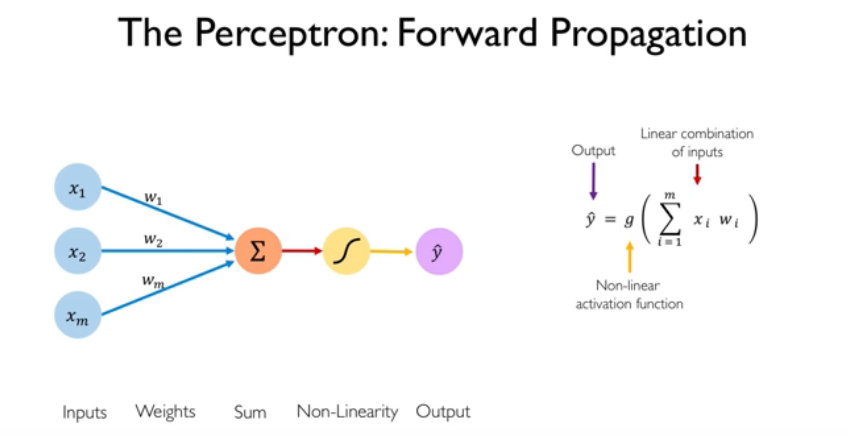 The Perceptron: Forward Propagation
Linear combination
of inputs
Output
x₁
w₁
x₂
w₂
xₘ
wₘ
Σ
∫
ŷ
ŷ = g ( Σ xᵢ wᵢ )
m
i = 1
Non-linear
activation function
Inputs Weights Sum Non-Linearity Output